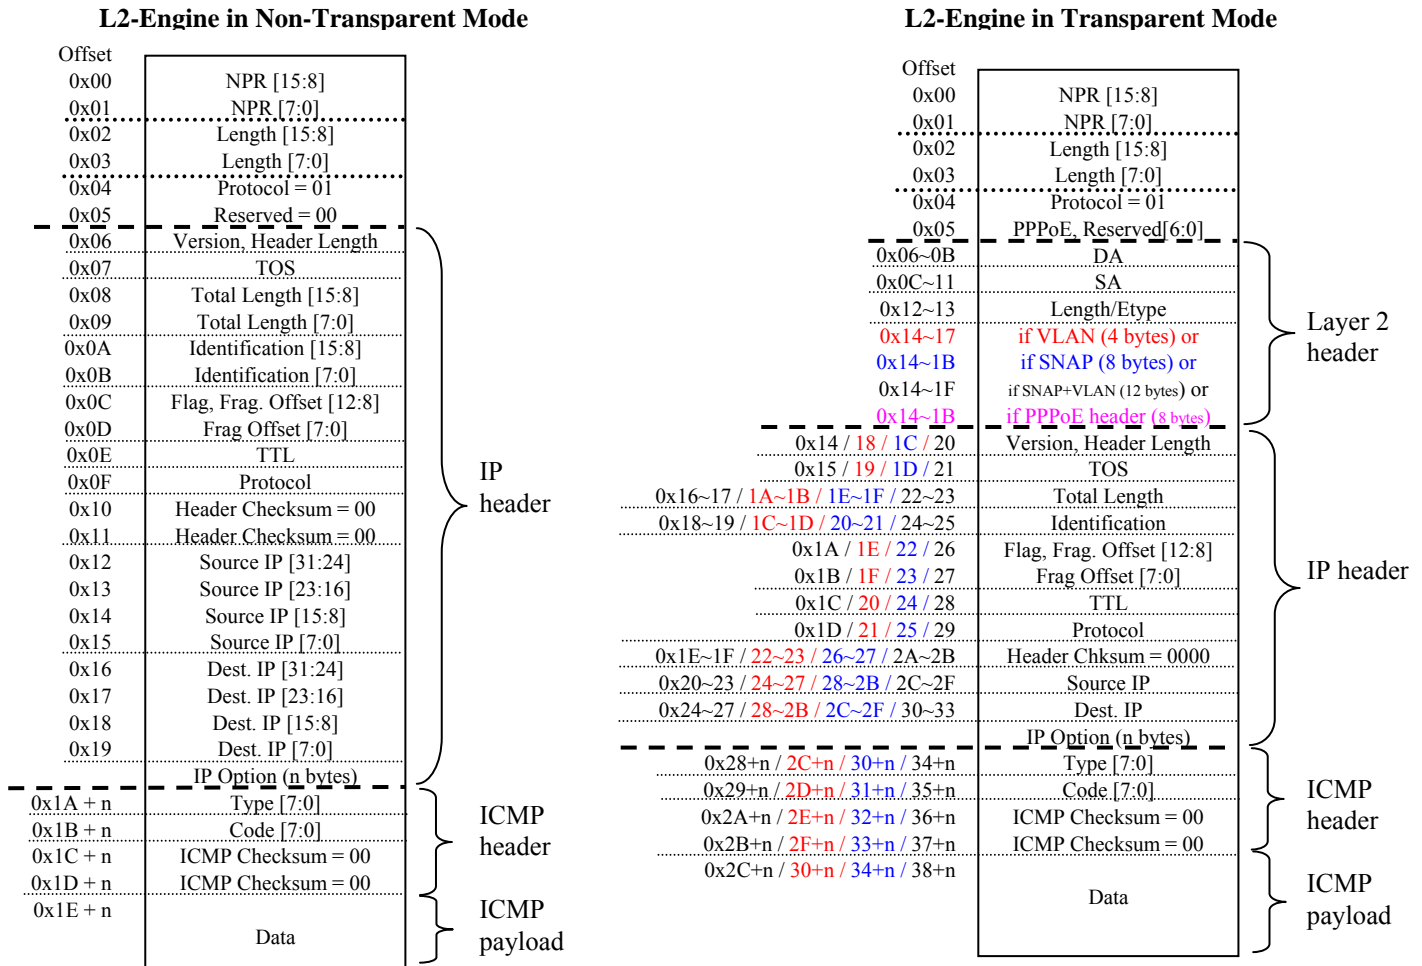 L2-Engine in Non-Transparent Mode
Offset
0x00 NPR [15:8]
0x01 NPR [7:0]
0x02 Length [15:8]
0x03 Length [7:0]
0x04 Protocol = 01
0x05 Reserved = 00
0x06 Version, Header Length
0x07 TOS
0x08 Total Length [15:8]
0x09 Total Length [7:0]
0x0A Identification [15:8]
0x0B Identification [7:0]
0x0C Flag, Frag. Offset [12:8]
0x0D Frag Offset [7:0]
0x0E TTL
0x0F Protocol
0x10 Header Checksum = 00
0x11 Header Checksum = 00
0x12 Source IP [31:24]
0x13 Source IP [23:16]
0x14 Source IP [15:8]
0x15 Source IP [7:0]
0x16 Dest. IP [31:24]
0x17 Dest. IP [23:16]
0x18 Dest. IP [15:8]
0x19 Dest. IP [7:0]
IP Option (n bytes)
IP
header
0x1A + n Type [7:0]
0x1B + n Code [7:0]
0x1C + n ICMP Checksum = 00
0x1D + n ICMP Checksum = 00
ICMP
header
0x1E + n
Data
ICMP
payload
L2-Engine in Transparent Mode
Offset
0x00 NPR [15:8]
0x01 NPR [7:0]
0x02 Length [15:8]
0x03 Length [7:0]
0x04 Protocol = 01
0x05 PPPoE, Reserved[6:0]
0x06~0B DA
0x0C~11 SA
0x12~13 Length/Etype
0x14~17 if VLAN (4 bytes) or
0x14~1B if SNAP (8 bytes) or
0x14~1F if SNAP+VLAN (12 bytes) or
0x14~1B if PPPoE header (8 bytes)
Layer 2
header
0x14 / 18 / 1C / 20 Version, Header Length
0x15 / 19 / 1D / 21 TOS
0x16~17 / 1A~1B / 1E~1F / 22~23 Total Length
0x18~19 / 1C~1D / 20~21 / 24~25 Identification
0x1A / 1E / 22 / 26 Flag, Frag. Offset [12:8]
0x1B / 1F / 23 / 27 Frag Offset [7:0]
0x1C / 20 / 24 / 28 TTL
0x1D / 21 / 25 / 29 Protocol
0x1E~1F / 22~23 / 26~27 / 2A~2B Header Chksum = 0000
0x20~23 / 24~27 / 28~2B / 2C~2F Source IP
0x24~27 / 28~2B / 2C~2F / 30~33 Dest. IP
IP Option (n bytes)
IP header
0x28+n / 2C+n / 30+n / 34+n Type [7:0]
0x29+n / 2D+n / 31+n / 35+n Code [7:0]
0x2A+n / 2E+n / 32+n / 36+n ICMP Checksum = 00
0x2B+n / 2F+n / 33+n / 37+n ICMP Checksum = 00
ICMP
header
0x2C+n / 30+n / 34+n / 38+n
Data
ICMP
payload